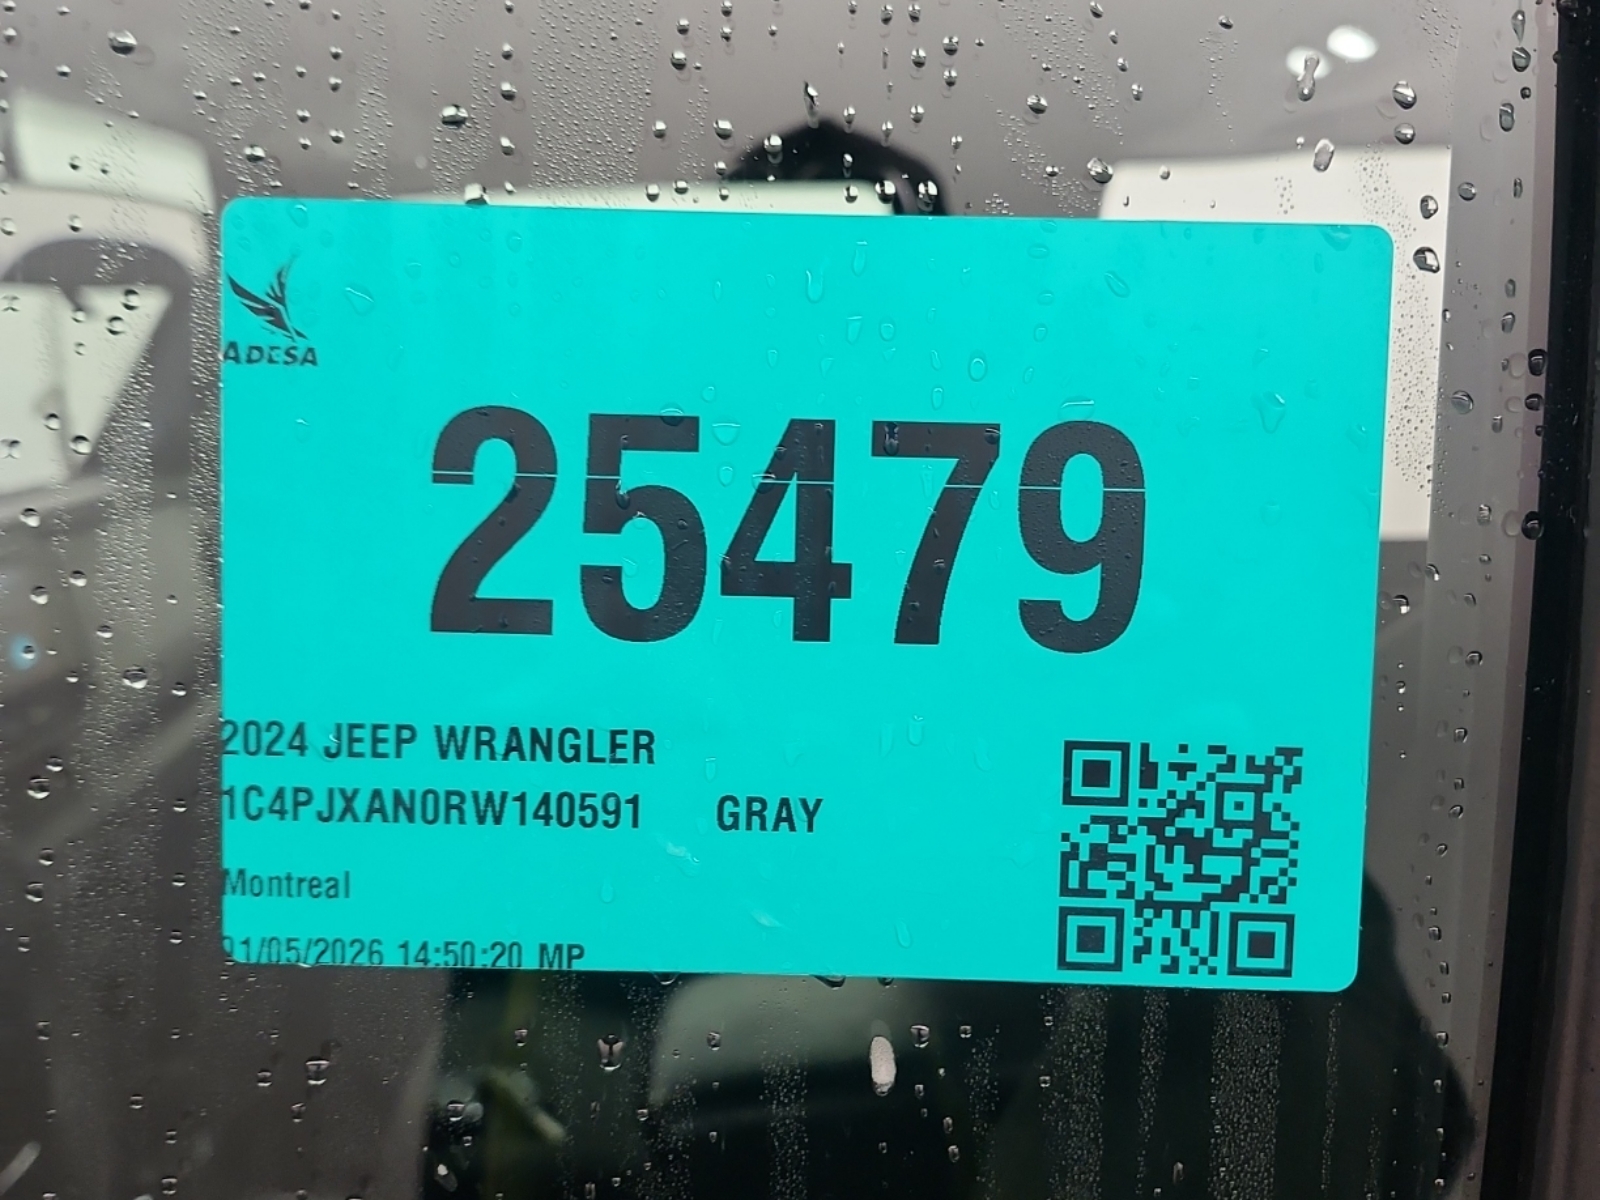 ADESA
25479
2024 JEEP WRANGLER
1C4PJXAN0RW140591 GRAY
Montreal
01/05/2026 14:50:20 MP